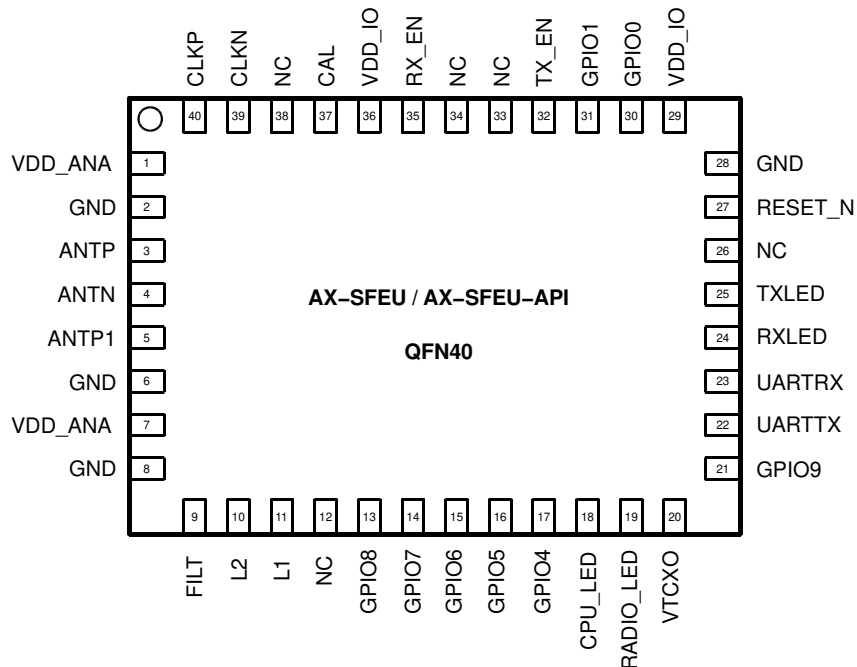 CLKP
CLKN
NC
CAL
VDD_IO
RX_EN
NC
NC
TX_EN
GPIO1
GPIO0
VDD_IO
40
39
38
37
36
35
34
33
32
31
30
29
VDD_ANA 1
GND 2
ANTP 3
ANTN 4
ANTP1 5
GND 6
VDD_ANA 7
GND 8
AX–SFEU / AX–SFEU–API
QFN40
28 GND
27 RESET_N
26 NC
25 TXLED
24 RXLED
23 UARTRX
22 UARTTX
21 GPIO9
9
10
11
12
13
14
15
16
17
18
19
20
FILT
L2
L1
NC
GPIO8
GPIO7
GPIO6
GPIO5
GPIO4
CPU_LED
RADIO_LED
VTCXO